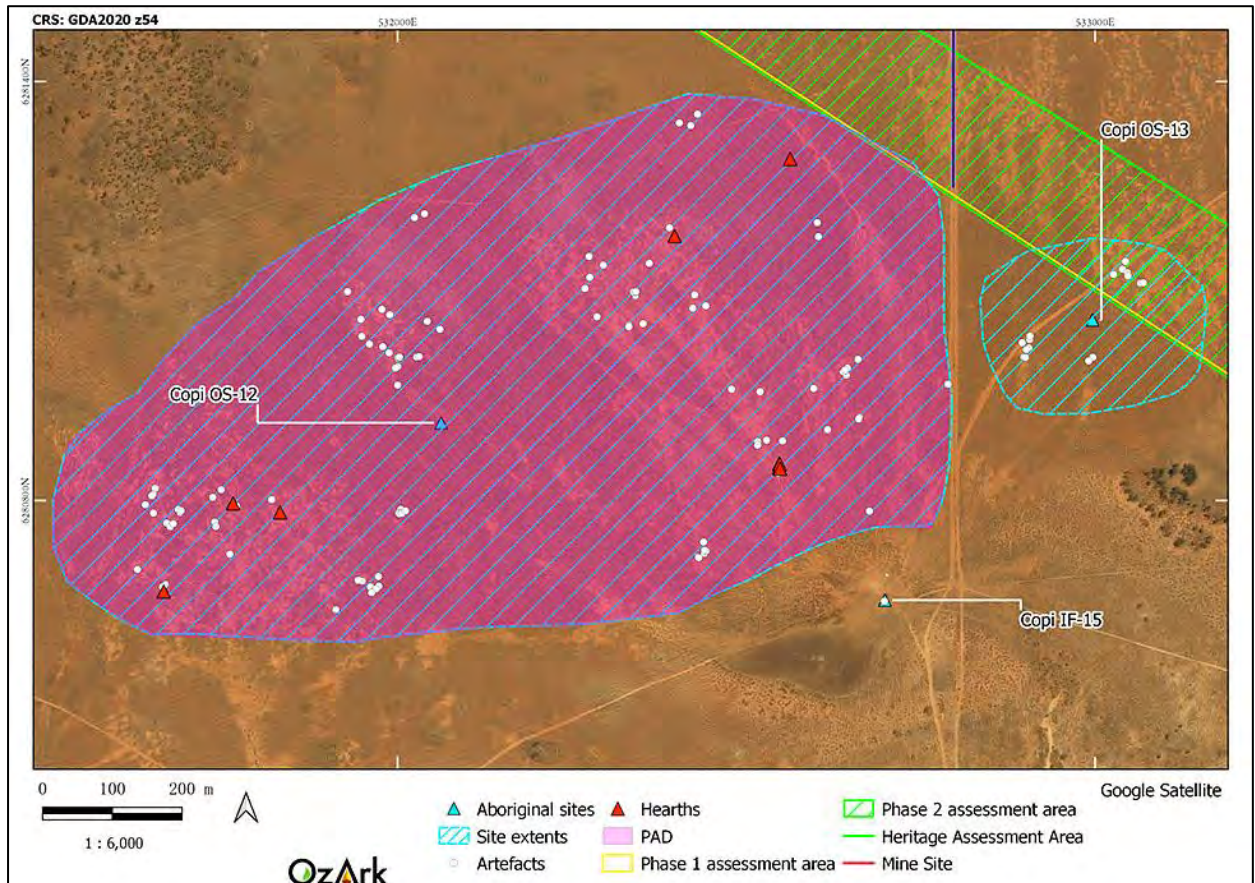 CRS: GDA2020 z54
532000E
533000E
6281400N
6280800N
Copi OS-13
Copi OS-12
Copi IF-15
Google Satellite
0 100 200 m
1 : 6,000
Aboriginal sites
Site extents
Artefacts
Hearths
PAD
Phase 1 assessment area
Phase 2 assessment area
Heritage Assessment Area
Mine Site
OzArk